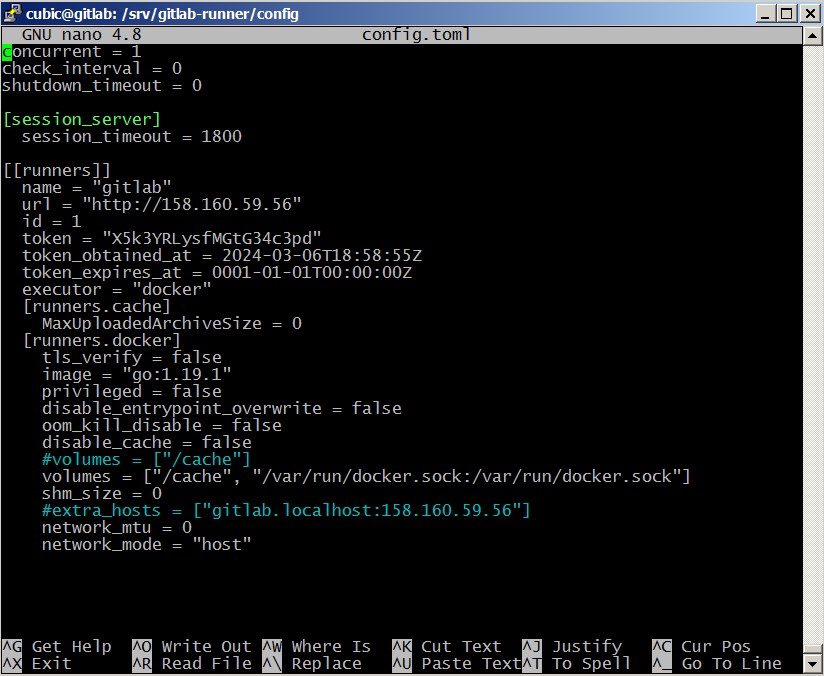 cubic@gitlab: /srv/gitlab-runner/config
GNU nano 4.8 config.toml
concurrent = 1
check_interval = 0
shutdown_timeout = 0
[session_server]
session_timeout = 1800
[[runners]]
name = "gitlab"
url = "http://158.160.59.56"
id = 1
token = "X5k3YRLysfMGtG34c3pd"
token_obtained_at = 2024-03-06T18:58:55Z
token_expires_at = 0001-01-01T00:00:00Z
executor = "docker"
[runners.cache]
MaxUploadedArchiveSize = 0
[runners.docker]
tls_verify = false
image = "go:1.19.1"
privileged = false
disable_entrypoint_overwrite = false
oom_kill_disable = false
disable_cache = false
#volumes = ["/cache"]
volumes = ["/cache", "/var/run/docker.sock:/var/run/docker.sock"]
shm_size = 0
#extra_hosts = ["gitlab.localhost:158.160.59.56"]
network_mtu = 0
network_mode = "host"
^G Get Help ^O Write Out ^W Where Is ^K Cut Text ^J Justify ^C Cur Pos
^X Exit ^R Read File ^\ Replace ^U Paste Text ^T To Spell ^_ Go To Line